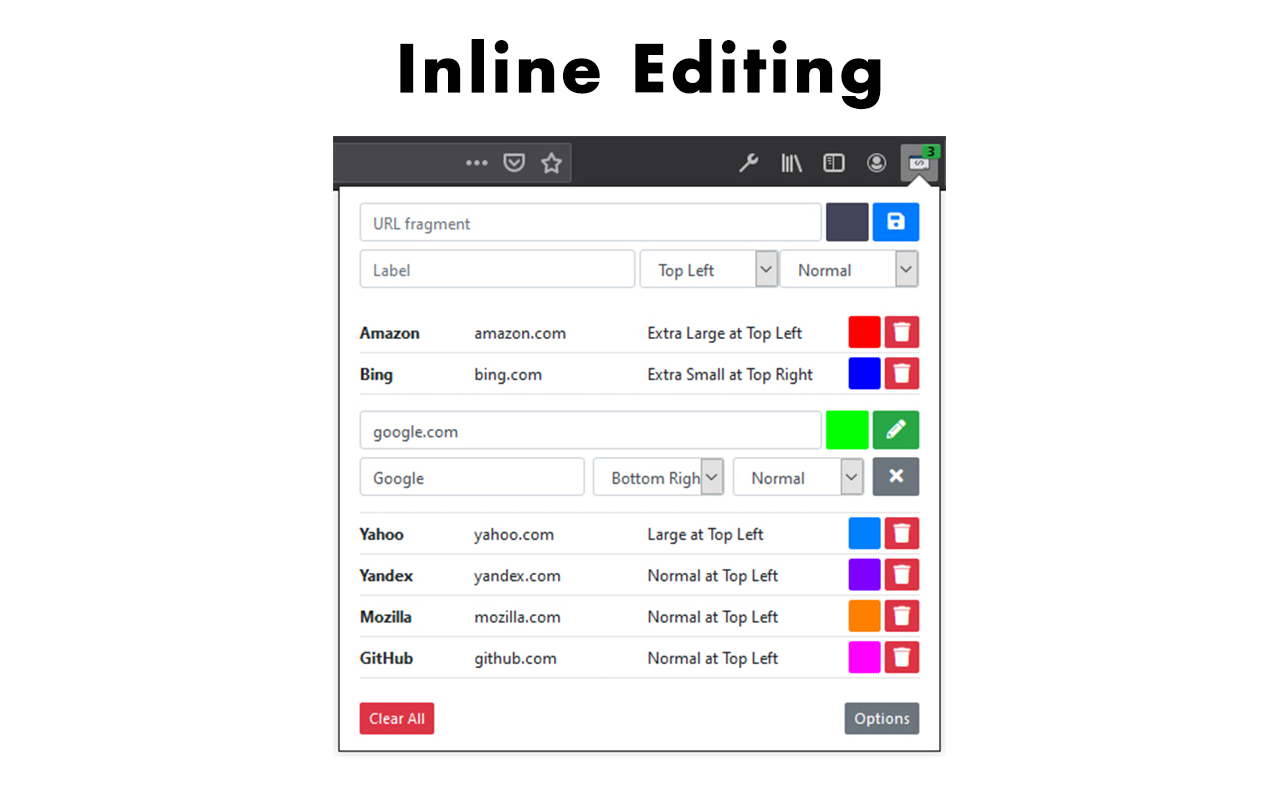 Inline Editing
3
URL fragment
Label Top Left Normal
Amazon amazon.com Extra Large at Top Left
Bing bing.com Extra Small at Top Right
google.com
Google Bottom Righ Normal
Yahoo yahoo.com Large at Top Left
Yandex yandex.com Normal at Top Left
Mozilla mozilla.com Normal at Top Left
GitHub github.com Normal at Top Left
Clear All Options